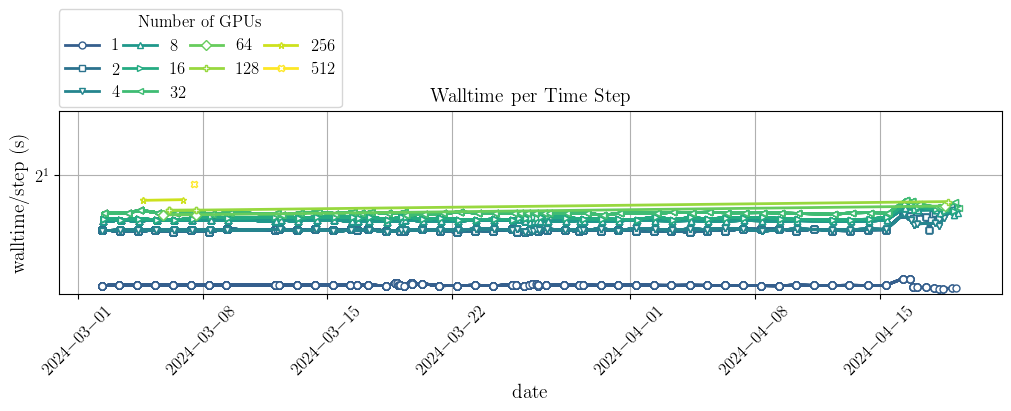 Number of GPUs
1 8 64 256
2 16 128 512
4 32
Walltime per Time Step
walltime/step (s)
2¹
2024−03−01 2024−03−08 2024−03−15 2024−03−22 2024−04−01 2024−04−08 2024−04−15
date